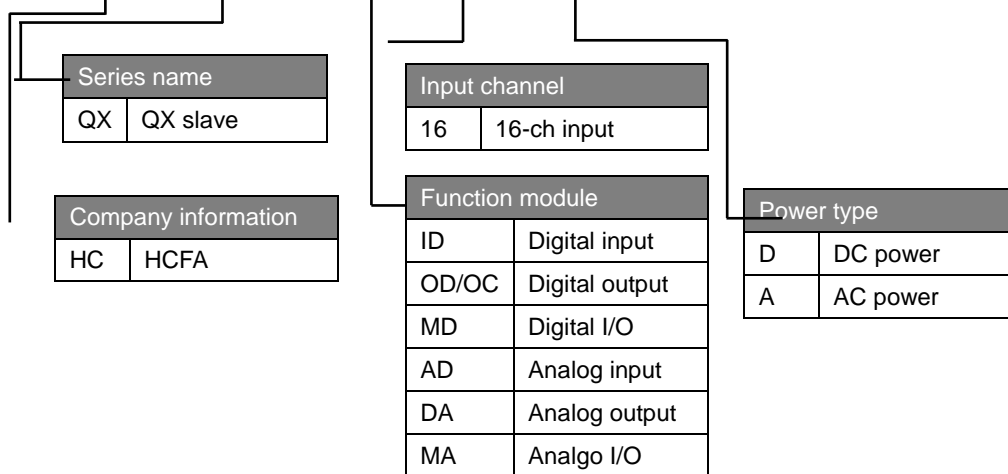 Series name
QX QX slave
Company information
HC HCFA
Input channel
16 16-ch input
Function module
ID Digital input
OD/OC Digital output
MD Digital I/O
AD Analog input
DA Analog output
MA Analgo I/O
Power type
D DC power
A AC power